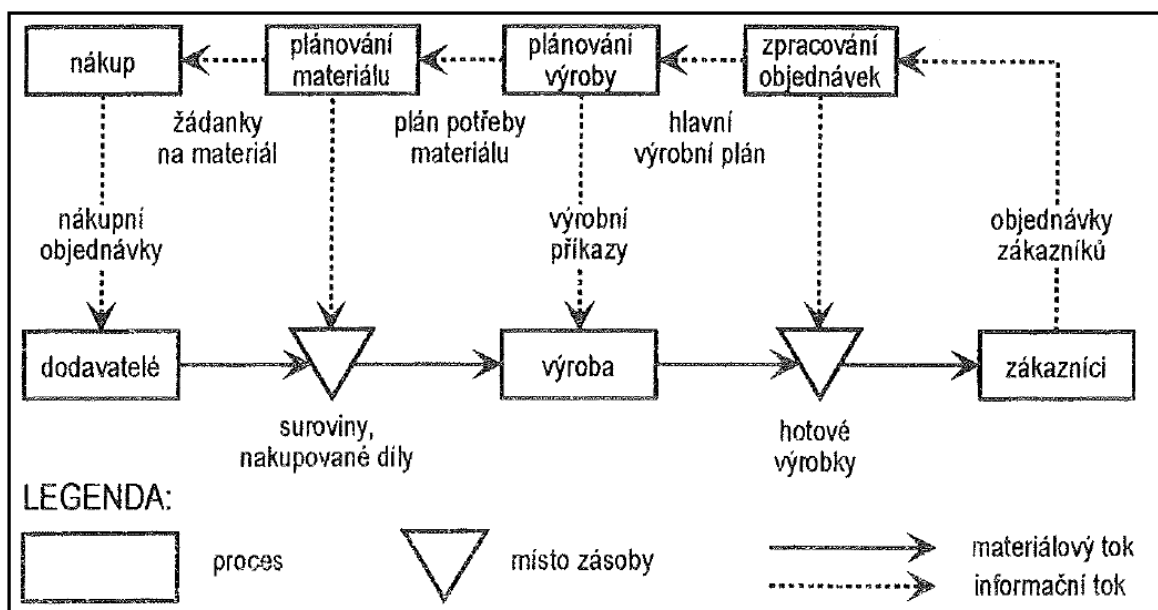 nákup
plánování
materiálu
plánování
výroby
zpracování
objednávek
žádanky
na materiál
plán potřeby
materiálu
hlavní
výrobní plán
nákupní
objednávky
výrobní
příkazy
objednávky
zákazníků
dodavatelé
výroba
zákazníci
suroviny,
nakupované díly
hotové
výrobky
LEGENDA:
proces
místo zásoby
materiálový tok
informační tok